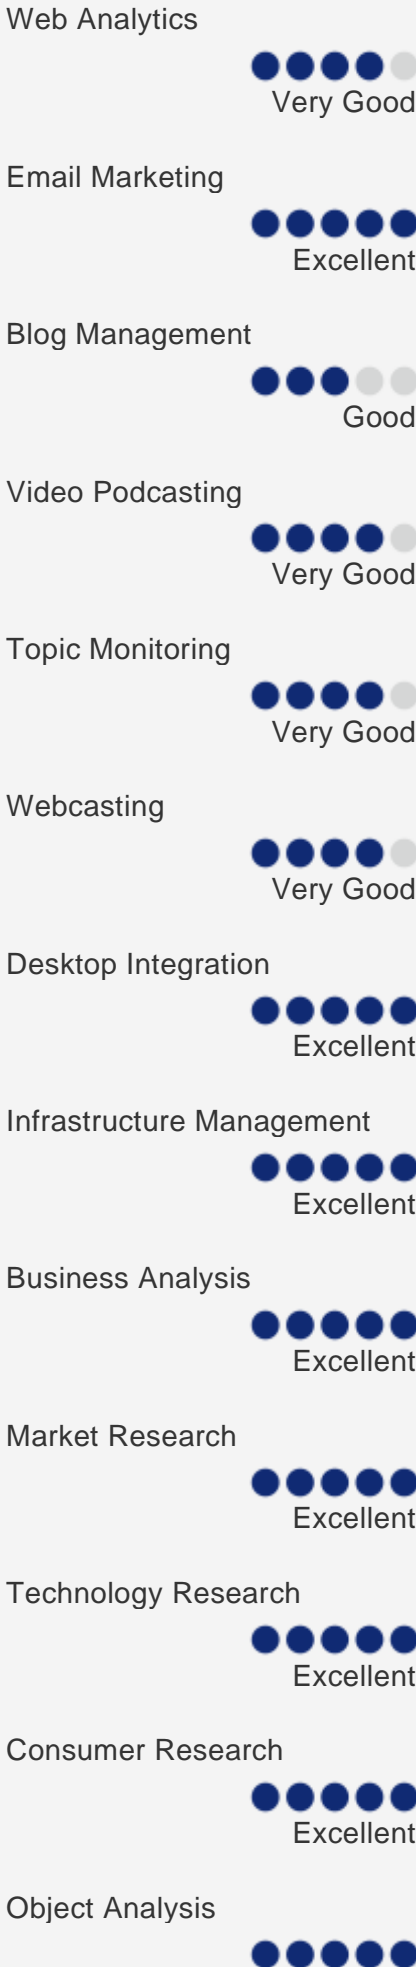 Web Analytics
Very Good
Email Marketing
Excellent
Blog Management
Good
Video Podcasting
Very Good
Topic Monitoring
Very Good
Webcasting
Very Good
Desktop Integration
Excellent
Infrastructure Management
Excellent
Business Analysis
Excellent
Market Research
Excellent
Technology Research
Excellent
Consumer Research
Excellent
Object Analysis